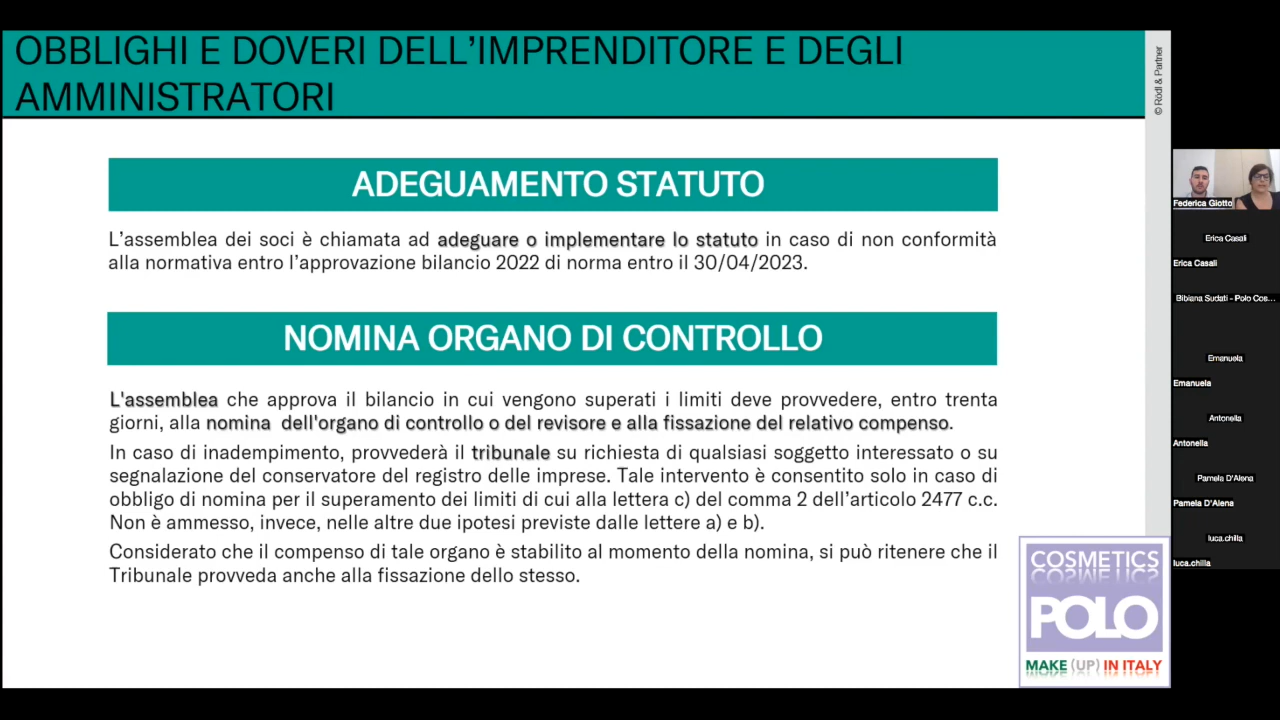 OBBLIGHI E DOVERI DELL’IMPRENDITORE E DEGLI
AMMINISTRATORI
© Rödl & Partner
ADEGUAMENTO STATUTO
L’assemblea dei soci è chiamata ad adeguare o implementare lo statuto in caso di non conformità
alla normativa entro l’approvazione bilancio 2022 di norma entro il 30/04/2023.
NOMINA ORGANO DI CONTROLLO
L'assemblea che approva il bilancio in cui vengono superati i limiti deve provvedere, entro trenta
giorni, alla nomina dell'organo di controllo o del revisore e alla fissazione del relativo compenso.
In caso di inadempimento, provvederà il tribunale su richiesta di qualsiasi soggetto interessato o su
segnalazione del conservatore del registro delle imprese. Tale intervento è consentito solo in caso di
obbligo di nomina per il superamento dei limiti di cui alla lettera c) del comma 2 dell’articolo 2477 c.c.
Non è ammesso, invece, nelle altre due ipotesi previste dalle lettere a) e b).
Considerato che il compenso di tale organo è stabilito al momento della nomina, si può ritenere che il
Tribunale provveda anche alla fissazione dello stesso.
COSMETICS
POLO
MAKE (UP) IN ITALY
Federica Giotto
Erica Casali
Erica Casali
Bibiana Sudati - Polo Cos...
Emanuela
Emanuela
Antonella
Antonella
Pamela D'Alena
Pamela D'Alena
luca.chilla
luca.chilla